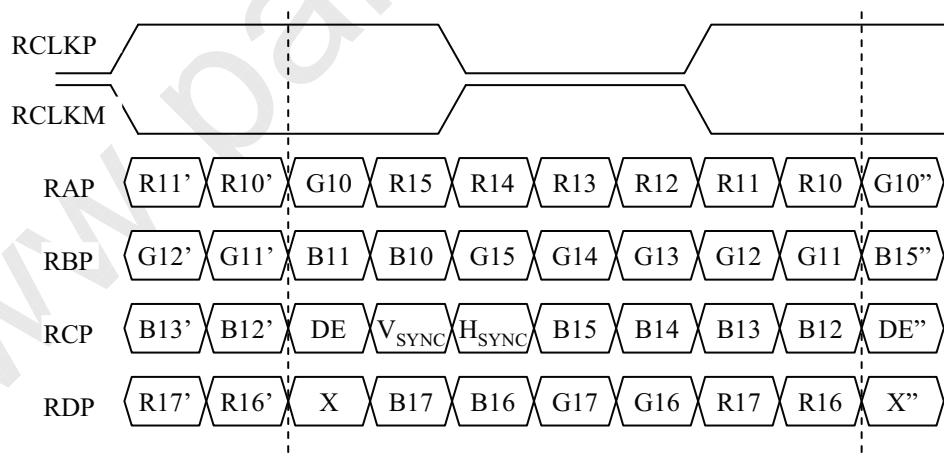 RCLKP
RCLKM
RAP R11’ R10’ G10 R15 R14 R13 R12 R11 R10 G10”
RBP G12’ G11’ B11 B10 G15 G14 G13 G12 G11 B15”
RCP B13’ B12’ DE VSYNC HSYNC B15 B14 B13 B12 DE”
RDP R17’ R16’ X B17 B16 G17 G16 R17 R16 X”